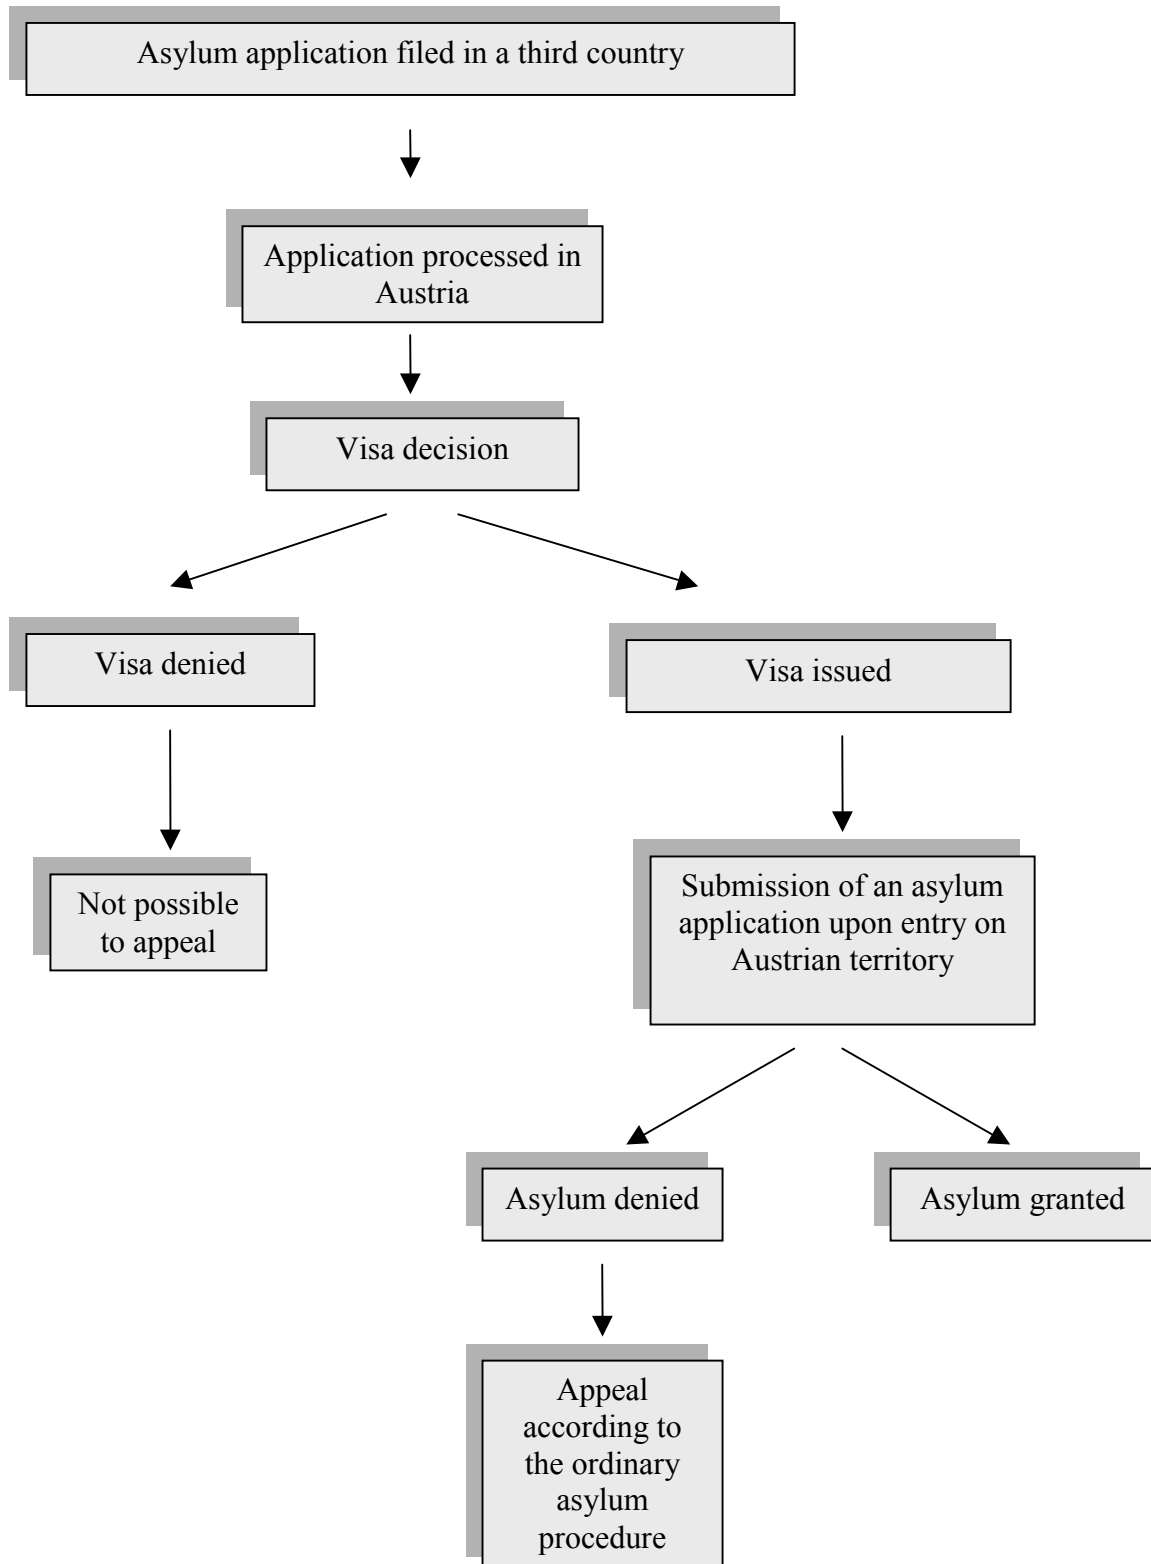 Asylum application filed in a third country
Application processed in
Austria
Visa decision
Visa denied
Visa issued
Not possible
to appeal
Submission of an asylum
application upon entry on
Austrian territory
Asylum denied
Asylum granted
Appeal
according to
the ordinary
asylum
procedure